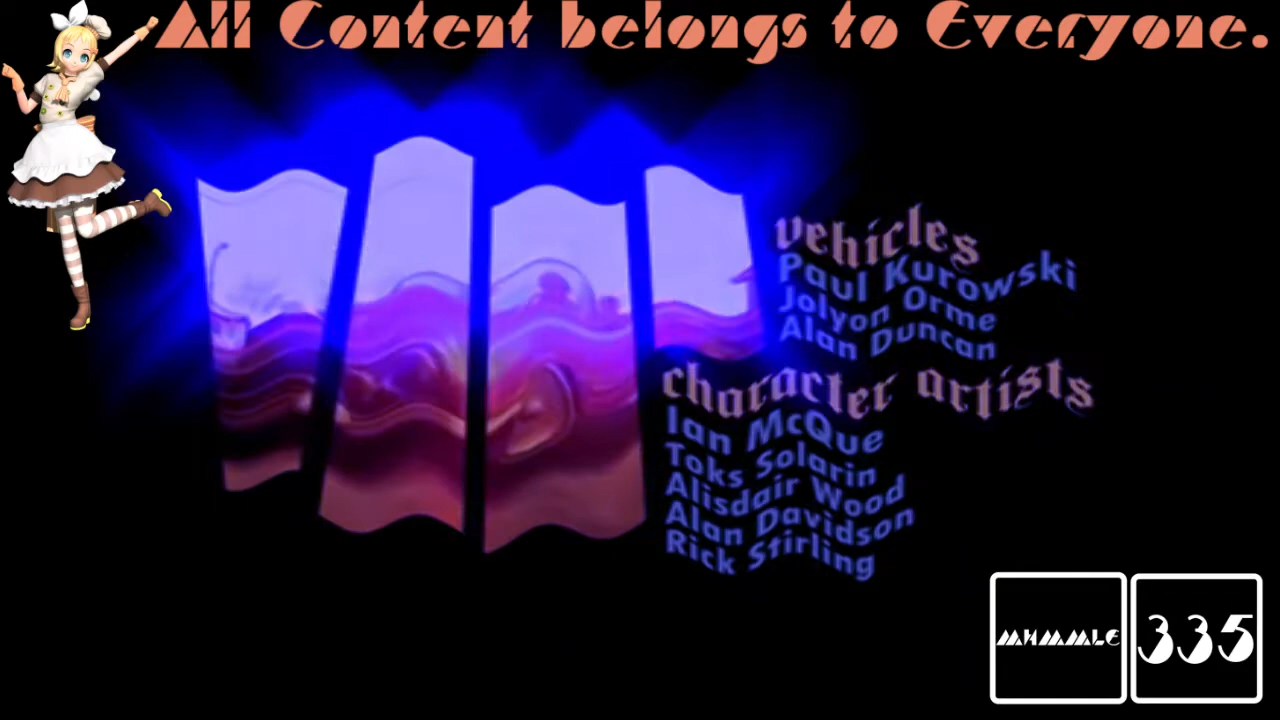 All Content belongs to Everyone.
vehicles
Paul Kurowski
Jolyon Orme
Alan Duncan
character artists
Ian McQue
Toks Solarin
Alisdair Wood
Alan Davidson
Rick Stirling
MHMMLE
335